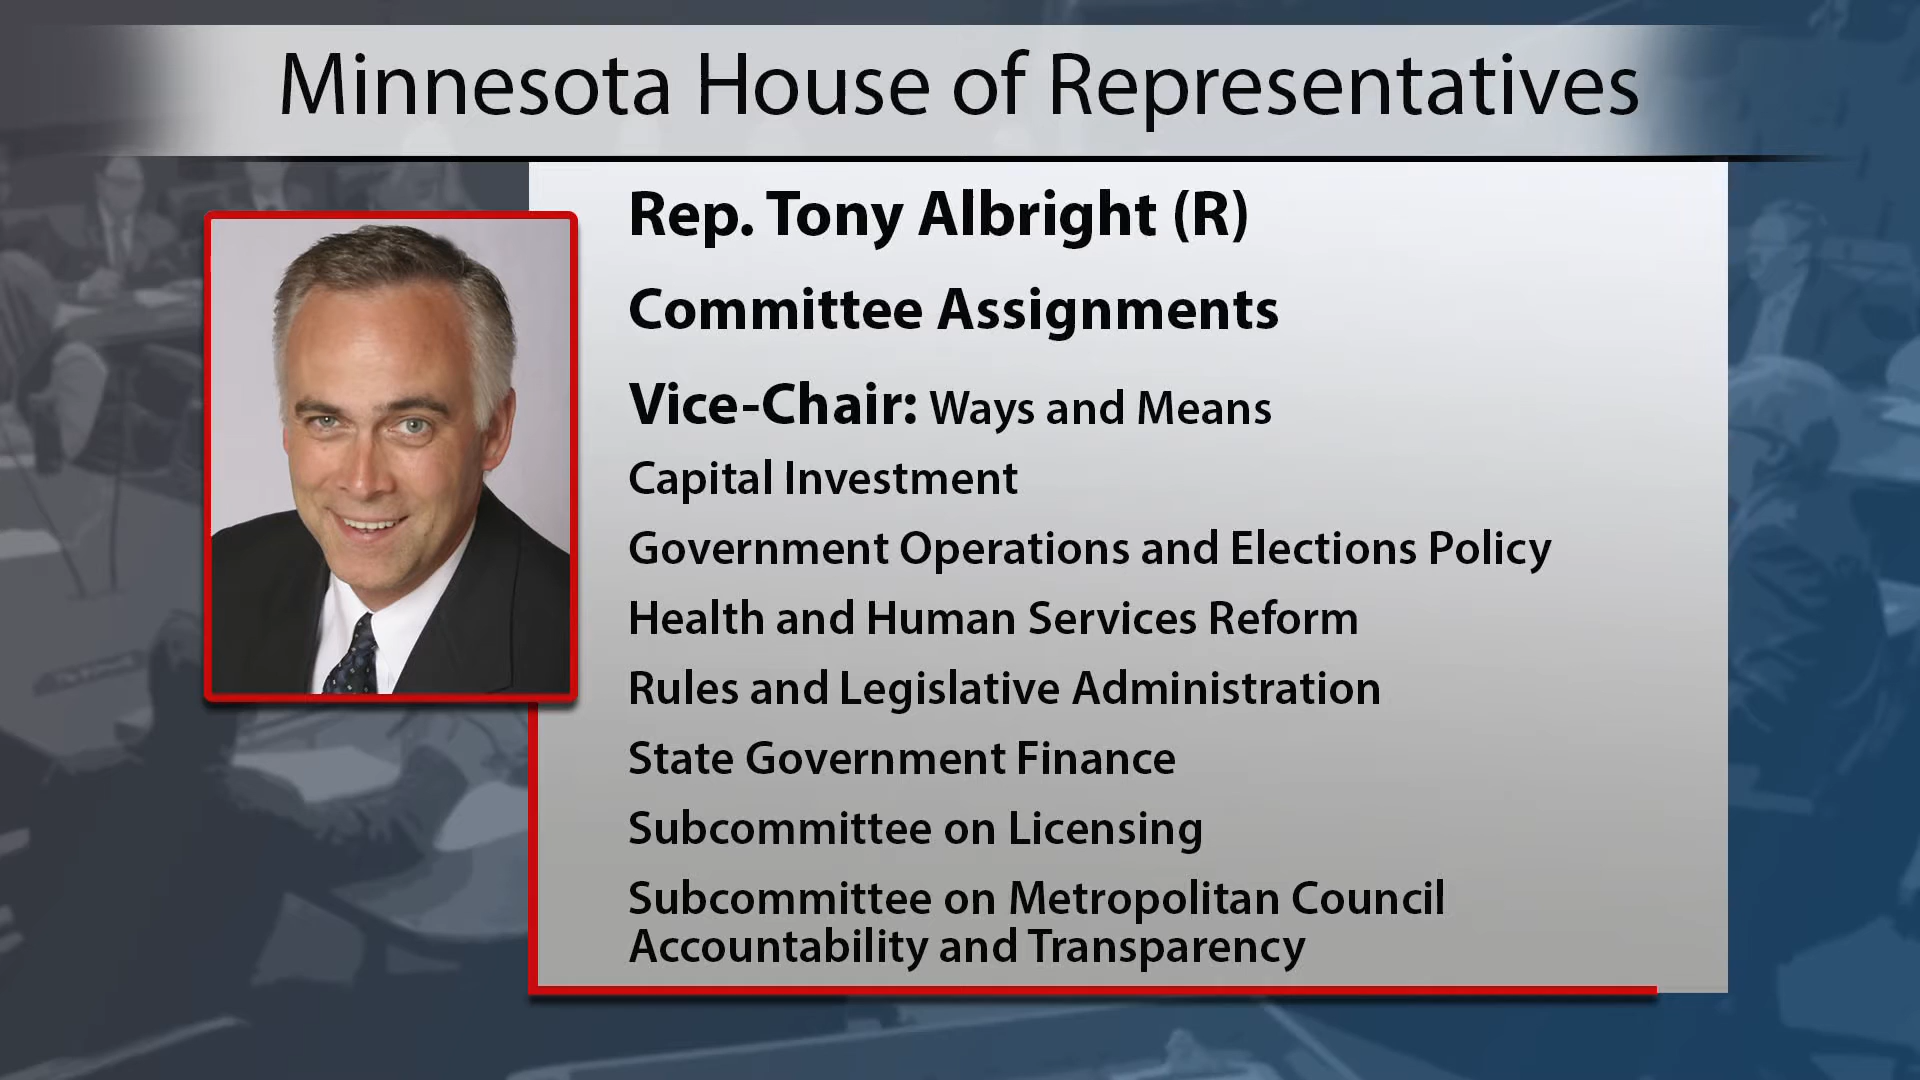 Minnesota House of Representatives
Rep. Tony Albright (R)
Committee Assignments
Vice-Chair: Ways and Means
Capital Investment
Government Operations and Elections Policy
Health and Human Services Reform
Rules and Legislative Administration
State Government Finance
Subcommittee on Licensing
Subcommittee on Metropolitan Council
Accountability and Transparency